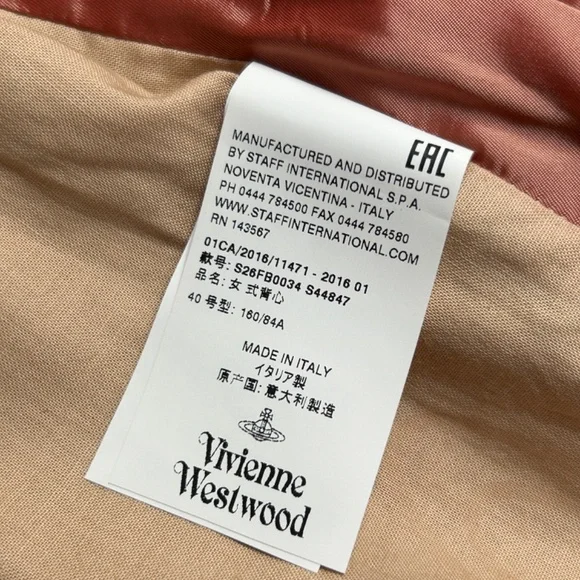 EAC
MANUFACTURED AND DISTRIBUTED
BY STAFF INTERNATIONAL S.P.A.
NOVENTA VICENTINA - ITALY
PH 0444 784500 FAX 0444 784580
WWW.STAFFINTERNATIONAL.COM
RN 143567
01CA/2016/11471 - 2016 01
款号: S26FB0034 S44847
品名: 女式背心
40 号型: 160/84A
MADE IN ITALY
イタリア製
原产国: 意大利製造
Vivienne
Westwood